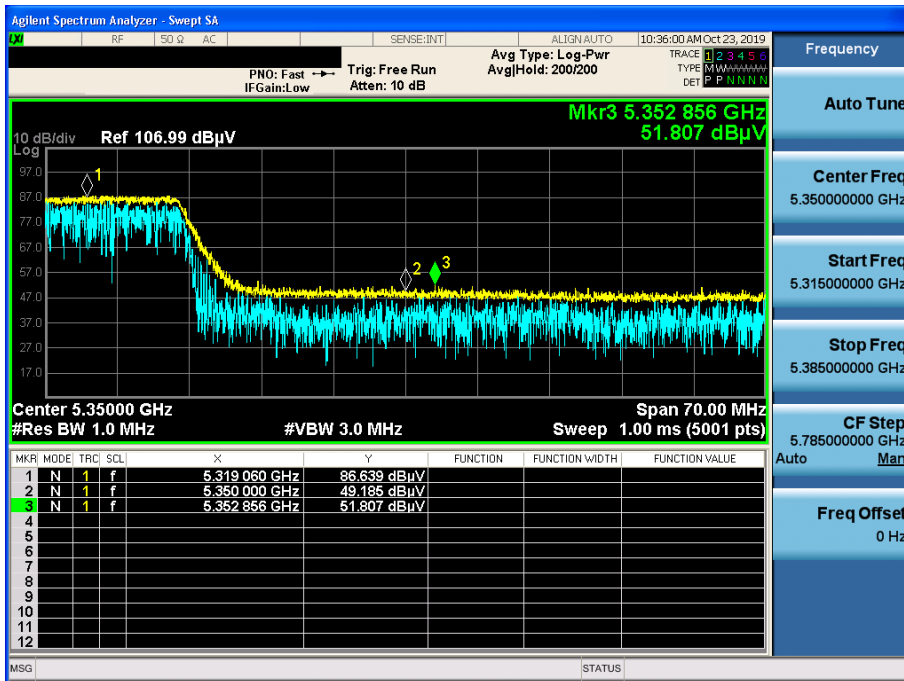 Agilent Spectrum Analyzer - Swept SA
LXI RF 50 Ω AC SENSE:INT ALIGN AUTO 10:36:00 AM Oct 23, 2019
PNO: Fast Trig: Free Run Avg Type: Log-Pwr TRACE 1 2 3 4 5 6
IFGain:Low Atten: 10 dB Avg|Hold: 200/200 TYPE M WWWWW
DET P P N N N N
Frequency
Auto Tune
Center Freq
5.350000000 GHz
Start Freq
5.315000000 GHz
Stop Freq
5.385000000 GHz
CF Step
5.785000000 GHz
Auto Man
Freq Offset
0 Hz
Mkr3 5.352 856 GHz
51.807 dBµV
10 dB/div Ref 106.99 dBµV
Log
97.0
87.0
77.0
67.0
57.0
47.0
37.0
27.0
17.0
1
2
3
Center 5.35000 GHz Span 70.00 MHz
#Res BW 1.0 MHz #VBW 3.0 MHz Sweep 1.00 ms (5001 pts)
MKR MODE TRC SCL X Y FUNCTION FUNCTION WIDTH FUNCTION VALUE
1 N 1 f 5.319 060 GHz 86.639 dBµV
2 N 1 f 5.350 000 GHz 49.185 dBµV
3 N 1 f 5.352 856 GHz 51.807 dBµV
4
5
6
7
8
9
10
11
12
MSG STATUS